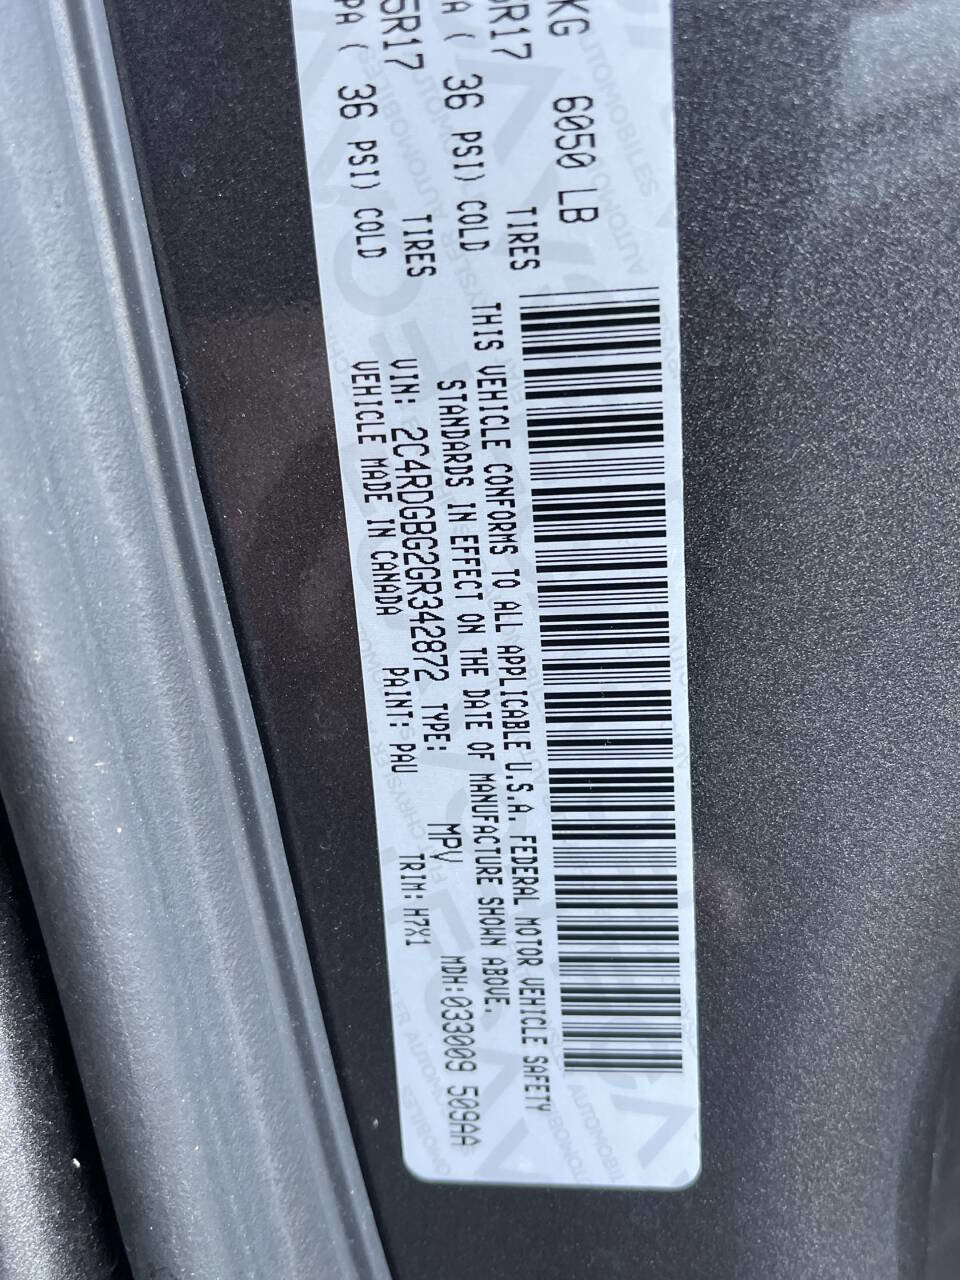 KG 6050 LB
5R17 TIRES
A ( 36 PSI) COLD
5R17 TIRES
PA ( 36 PSI) COLD
THIS VEHICLE CONFORMS TO ALL APPLICABLE U.S.A. FEDERAL MOTOR VEHICLE SAFETY
STANDARDS IN EFFECT ON THE DATE OF MANUFACTURE SHOWN ABOVE.
VIN: 2C4RDGBG2GR342872 TYPE: MPV MDH:033009 509AA
VEHICLE MADE IN CANADA PAINT: PAU TRIM: H7X1